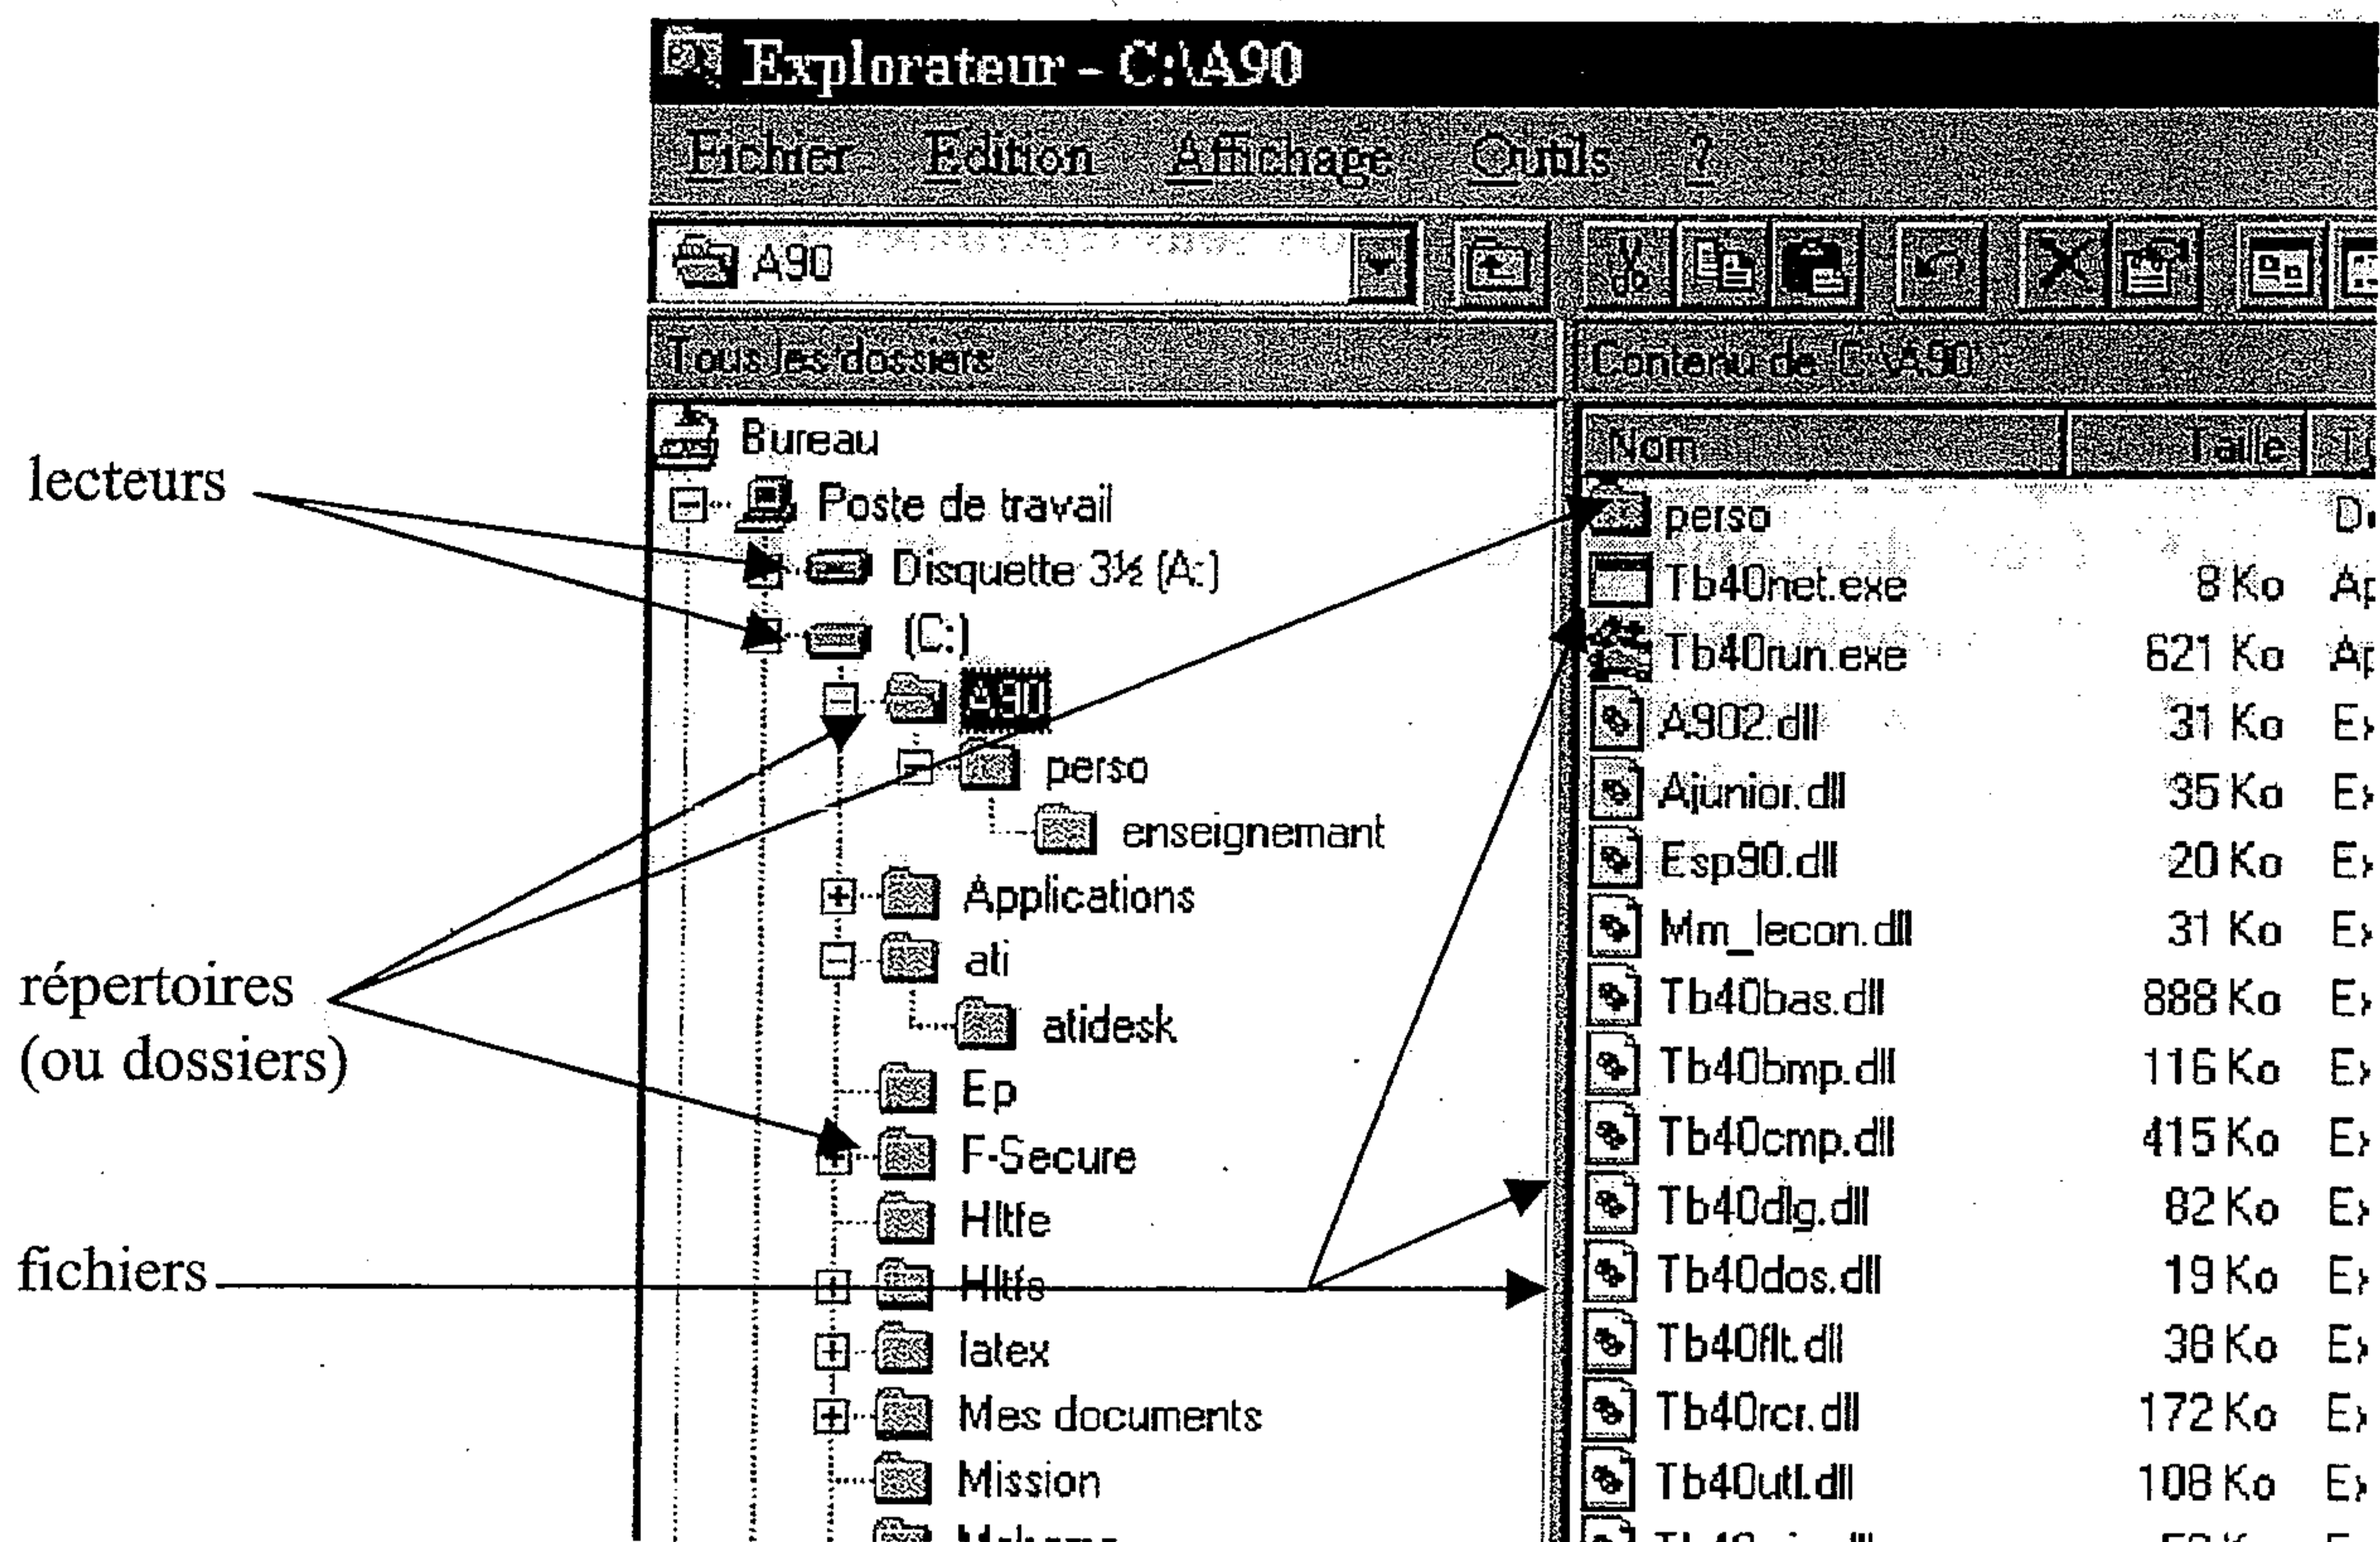 Explorateur - C:\A90
Fichier Edition Affichage Outils ?
A90
Tous les dossiers
Contenu de 'C:\A90'
Bureau
Poste de travail
Disquette 3½ (A:)
(C:)
A90
perso
enseignemant
Applications
ati
atidesk
Ep
F-Secure
Hltfe
Hltfs
latex
Mes documents
Mission
Nom Taille
perso
Tb40net.exe 8 Ko
Tb40run.exe 621 Ko
A902.dll 31 Ko
Ajunior.dll 35 Ko
Esp90.dll 20 Ko
Mm_lecon.dll 31 Ko
Tb40bas.dll 888 Ko
Tb40bmp.dll 116 Ko
Tb40cmp.dll 415 Ko
Tb40dlg.dll 82 Ko
Tb40dos.dll 19 Ko
Tb40flt.dll 38 Ko
Tb40rcr.dll 172 Ko
Tb40utl.dll 108 Ko
lecteurs
répertoires
(ou dossiers)
fichiers